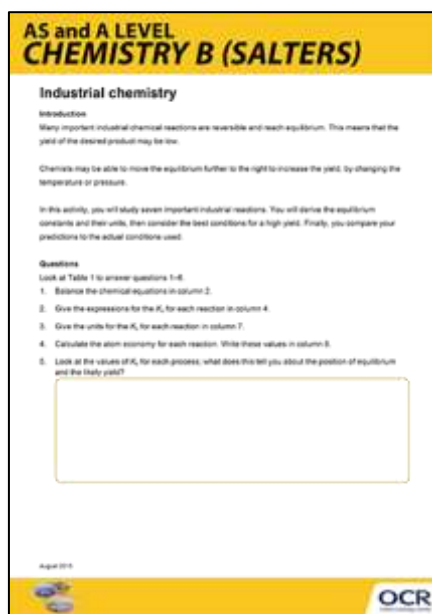 AS and A LEVEL
CHEMISTRY B (SALTERS)
Industrial chemistry
Introduction
Many important industrial chemical reactions are reversible and reach equilibrium. This means that the
yield of the desired product may be low.
Chemists may be able to move the equilibrium further to the right to increase the yield, by changing the
temperature or pressure.
In this activity, you will study seven important industrial reactions. You will derive the equilibrium
constants and their units, then consider the best conditions for a high yield. Finally, you compare your
predictions to the actual conditions used.
Questions
Look at Table 1 to answer questions 1–6.
1. Balance the chemical equations in column 2.
2. Give the expressions for the Kc for each reaction in column 4.
3. Give the units for the Kc for each reaction in column 7.
4. Calculate the atom economy for each reaction. Write these values in column 8.
5. Look at the values of Kc for each process; what does this tell you about the position of equilibrium
and the likely yield?
August 2015
OCR